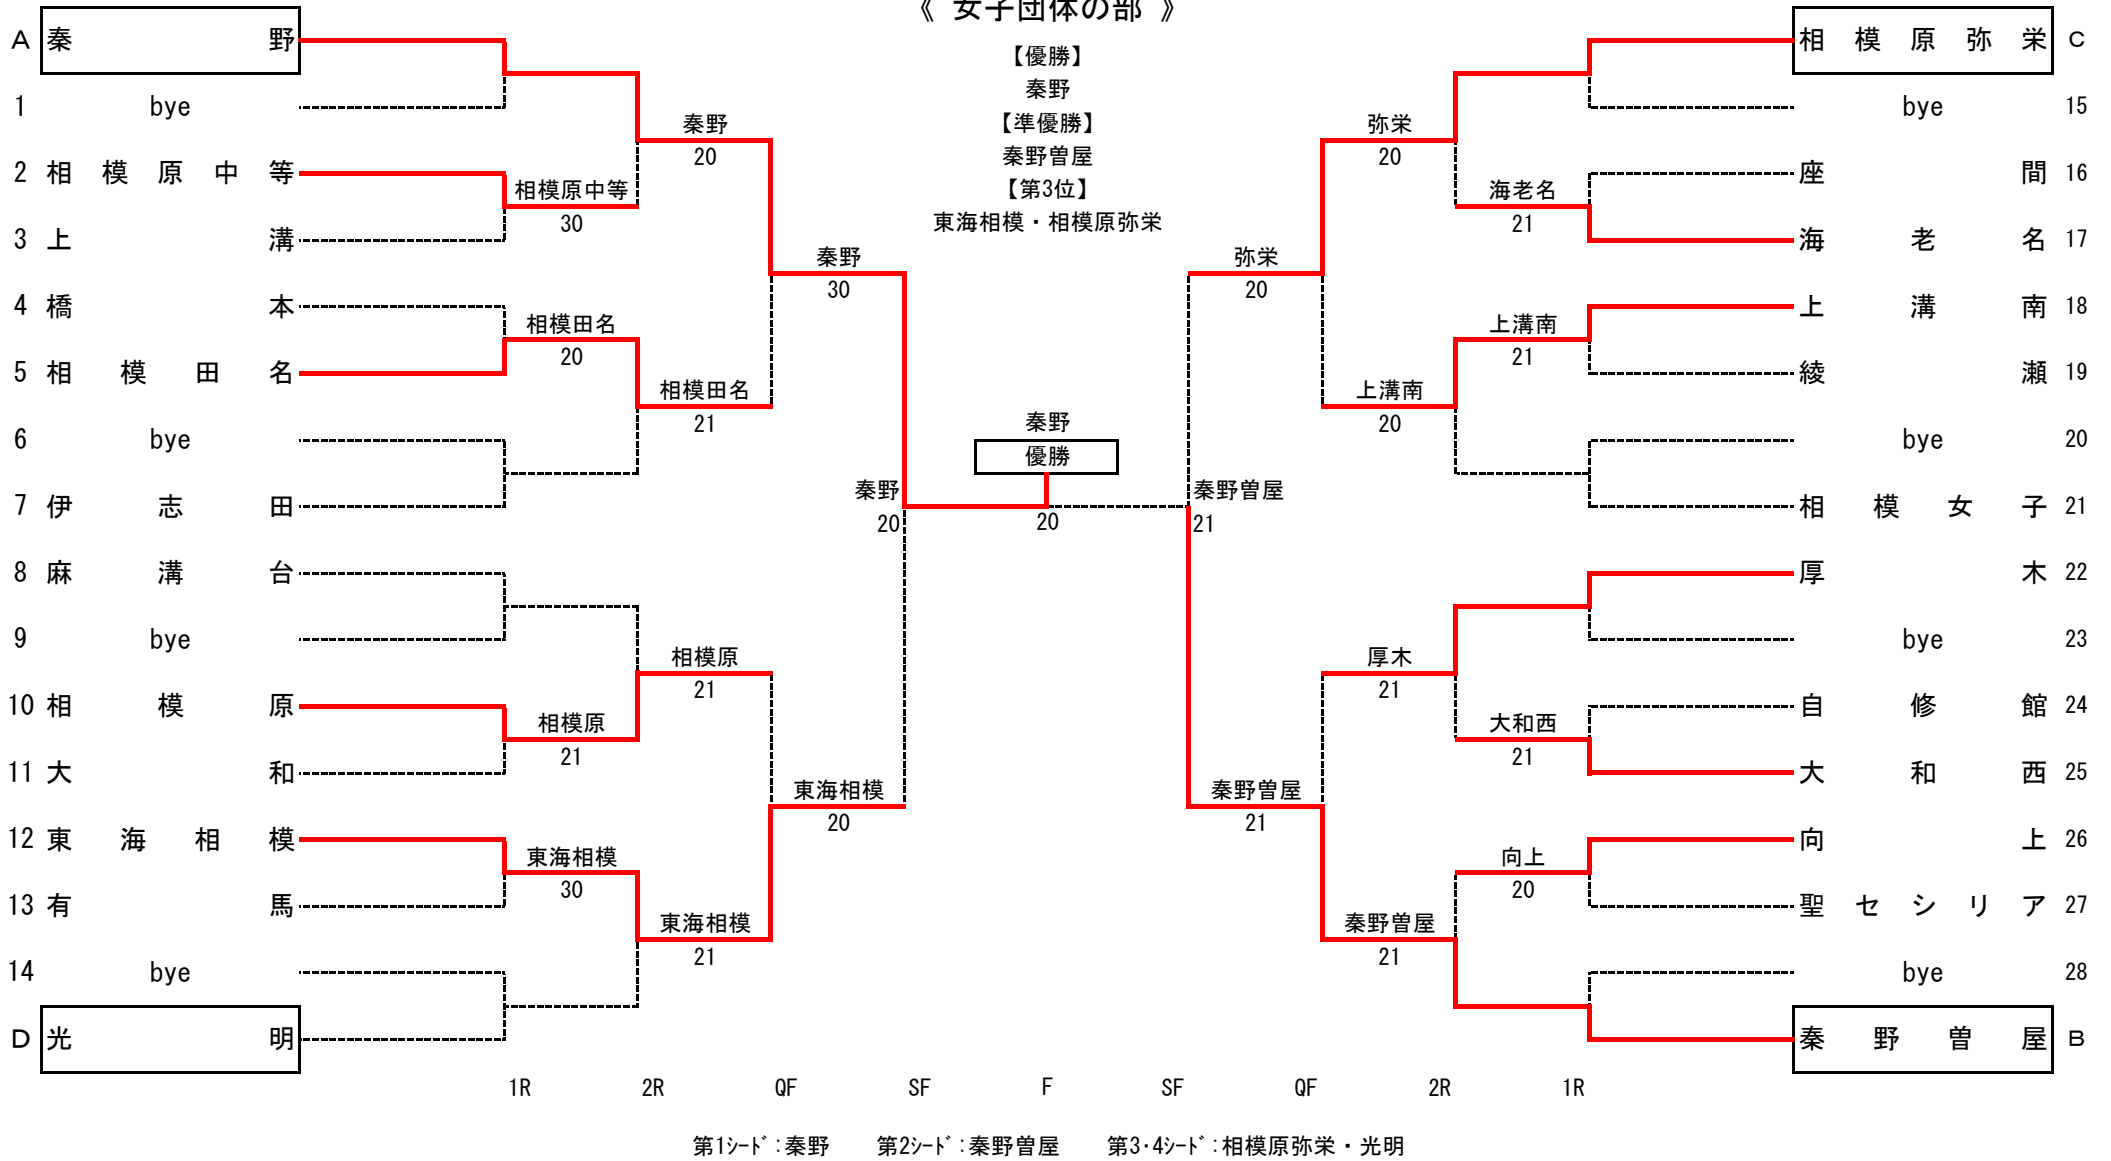 《 女子団体の部 》
【優勝】
秦野
【準優勝】
秦野曽屋
【第3位】
東海相模・相模原弥栄
A 秦野
1 bye
2 相模原中等
3 上溝
4 橋本
5 相模田名
6 bye
7 伊志田
8 麻溝台
9 bye
10 相模原
11 大和
12 東海相模
13 有馬
14 bye
D 光明
相模原中等
30
相模田名
20
相模原
21
東海相模
30
秦野
20
相模田名
21
相模原
21
東海相模
21
秦野
30
東海相模
20
秦野
20
秦野
優勝
20
秦野曽屋
21
弥栄
20
秦野曽屋
21
弥栄
20
上溝南
20
厚木
21
秦野曽屋
21
海老名
21
上溝南
21
大和西
21
向上
20
相模原弥栄 C
bye 15
座間 16
海老名 17
上溝南 18
綾瀬 19
bye 20
相模女子 21
厚木 22
bye 23
自修館 24
大和西 25
向上 26
聖セシリア 27
bye 28
秦野曽屋 B
1R 2R QF SF F SF QF 2R 1R
第1ｼｰﾄﾞ:秦野 第2ｼｰﾄﾞ:秦野曽屋 第3･4ｼｰﾄﾞ:相模原弥栄・光明